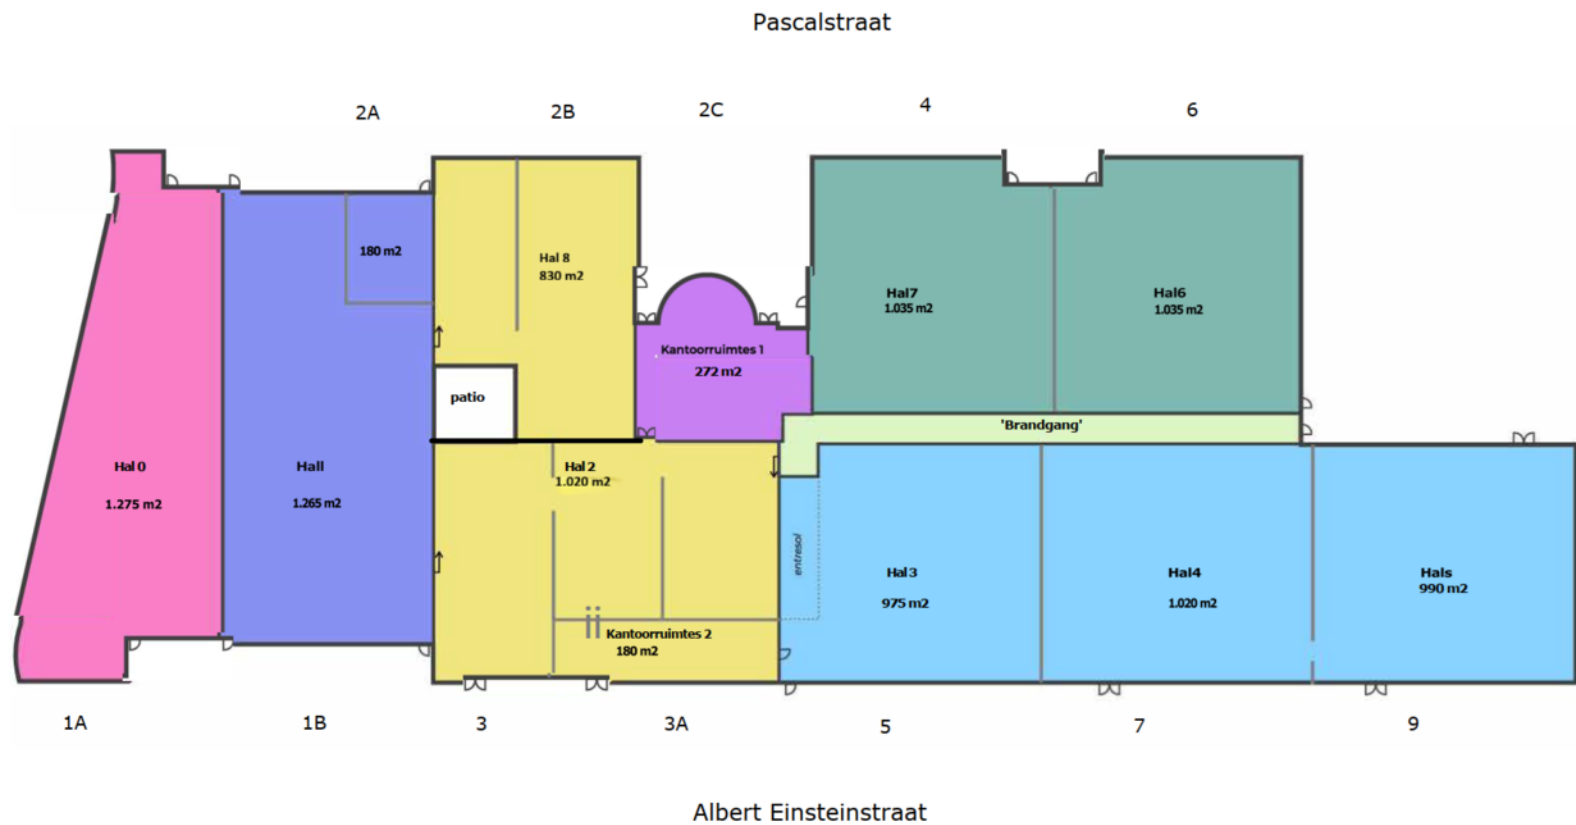 Pascalstraat
2A
2B
2C
4
6
180 m2
Hal 8
830 m2
Hal7
1.035 m2
Hal6
1.035 m2
Kantoorruimtes 1
272 m2
patio
'Brandgang'
Hal 0
1.275 m2
Hall
1.265 m2
Hal 2
1.020 m2
entresol
Hal 3
975 m2
Hal4
1.020 m2
Hals
990 m2
Kantoorruimtes 2
180 m2
1A
1B
3
3A
5
7
9
Albert Einsteinstraat